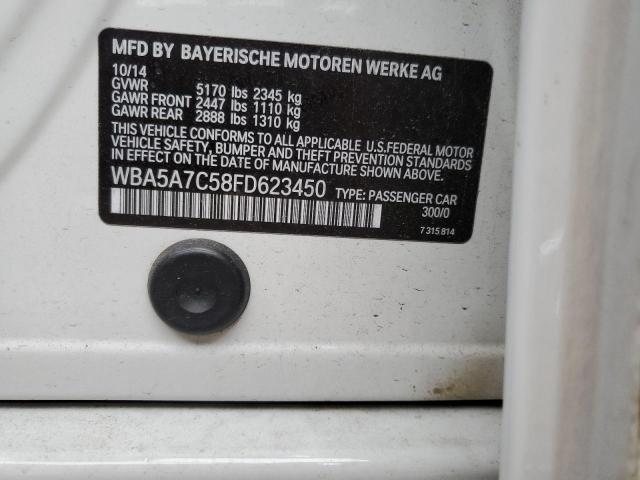 MFD BY BAYERISCHE MOTOREN WERKE AG
10/14
GVWR 5170 lbs 2345 kg
GAWR FRONT 2447 lbs 1110 kg
GAWR REAR 2888 lbs 1310 kg
THIS VEHICLE CONFORMS TO ALL APPLICABLE U.S.FEDERAL MOTOR
VEHICLE SAFETY, BUMPER AND THEFT PREVENTION STANDARDS IN
EFFECT ON THE DATE OF MANUFACTURE SHOWN ABOVE.
WBA5A7C58FD623450 TYPE: PASSENGER CAR
300/0
7 315 814